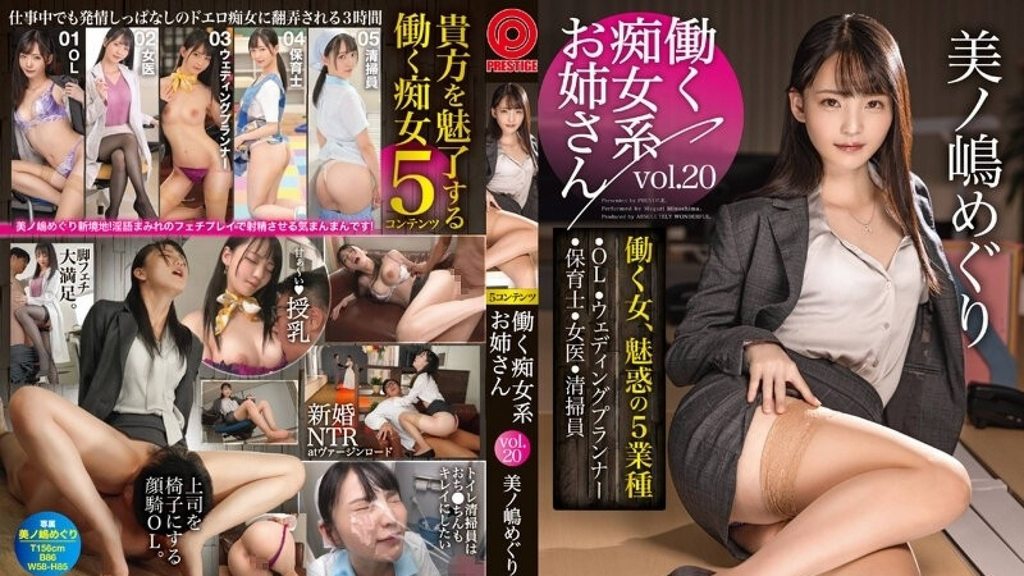 仕事中でも発情しっぱなしのドエロ痴女に翻弄される3時間
01 OL
02 女医
03 ウェディングプランナー
04 保育士
05 清掃員
貴方を魅了する
働く痴女
5
コンテンツ
美ノ嶋めぐり新境地!淫語まみれのフェチプレイで射精させる気まんまんです!
脚フェチ
大満足。
授乳
新婚
NTR
atヴァージンロード
上司を
椅子にする
顔騎OL。
トイレ清掃員は
おち●ちんも
キレイにしたい
専属
美ノ嶋めぐり
T156cm
B86
W58-H85
5コンテンツ
働く痴女系
お姉さん
vol.
20
美ノ嶋めぐり
PRESTIGE
働く
痴女系
お姉さん
vol.20
Presented by PRESTIGE.
Performed by Meguri Minoshima.
Produced by ABSOLUTELY WONDERFUL.
働く女、魅惑の5業種
●OL●ウェディングプランナー
●保育士●女医●清掃員
美ノ嶋めぐり